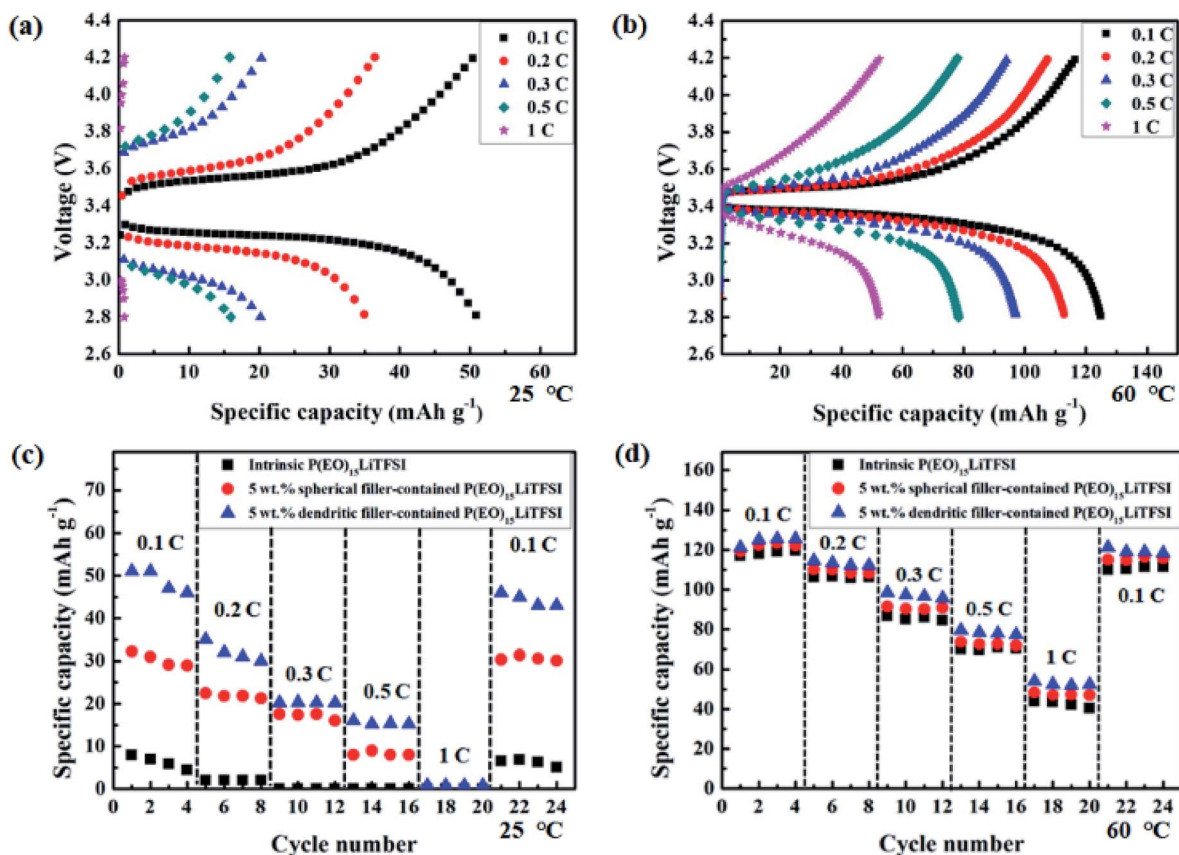 (a)
4.4
4.2
4.0
3.8
3.6
3.4
3.2
3.0
2.8
2.6
Voltage (V)
0.1 C
0.2 C
0.3 C
0.5 C
1 C
0 10 20 30 40 50 60
Specific capacity (mAh g⁻¹) 25 °C
(b)
4.4
4.2
4.0
3.8
3.6
3.4
3.2
3.0
2.8
2.6
Voltage (V)
0.1 C
0.2 C
0.3 C
0.5 C
1 C
20 40 60 80 100 120 140
Specific capacity (mAh g⁻¹) 60 °C
(c)
70
60
50
40
30
20
10
0
Specific capacity (mAh g⁻¹)
Intrinsic P(EO)₁₅LiTFSI
5 wt.% spherical filler-contained P(EO)₁₅LiTFSI
5 wt.% dendritic filler-contained P(EO)₁₅LiTFSI
0.1 C
0.2 C
0.3 C
0.5 C
1 C
0.1 C
0 2 4 6 8 10 12 14 16 18 20 22 24
Cycle number 25 °C
(d)
160
140
120
100
80
60
40
20
0
Specific capacity (mAh g⁻¹)
Intrinsic P(EO)₁₅LiTFSI
5 wt.% spherical filler-contained P(EO)₁₅LiTFSI
5 wt.% dendritic filler-contained P(EO)₁₅LiTFSI
0.1 C
0.2 C
0.3 C
0.5 C
1 C
0.1 C
0 2 4 6 8 10 12 14 16 18 20 22 24
Cycle number 60 °C